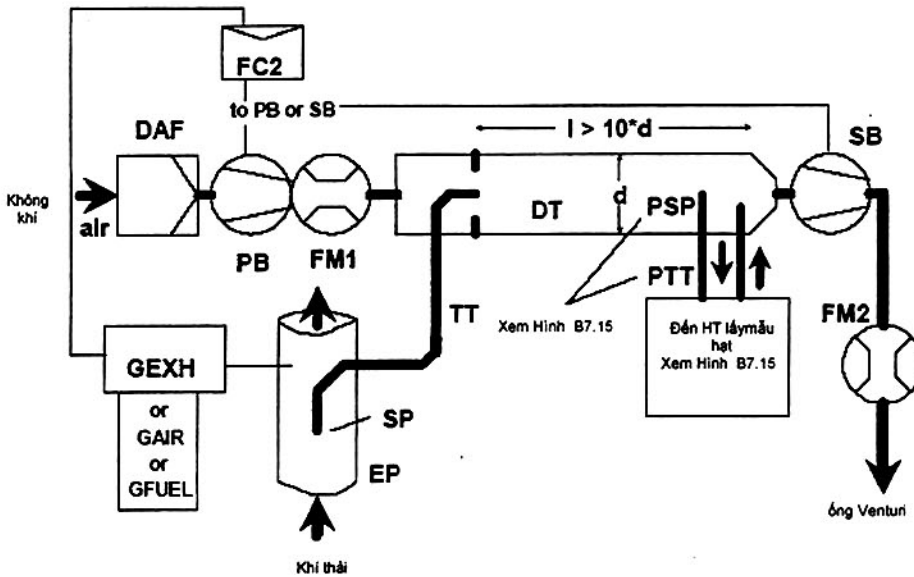 FC2
to PB or SB
DAF
l > 10*d
SB
Không
khí
air
DT
d
PSP
PB
FM1
PTT
TT
Xem Hình B7.15
Đến HT lấymẫu
hạt
Xem Hình B7.15
FM2
GEXH
or
GAIR
or
GFUEL
SP
EP
ống Venturi
Khí thải